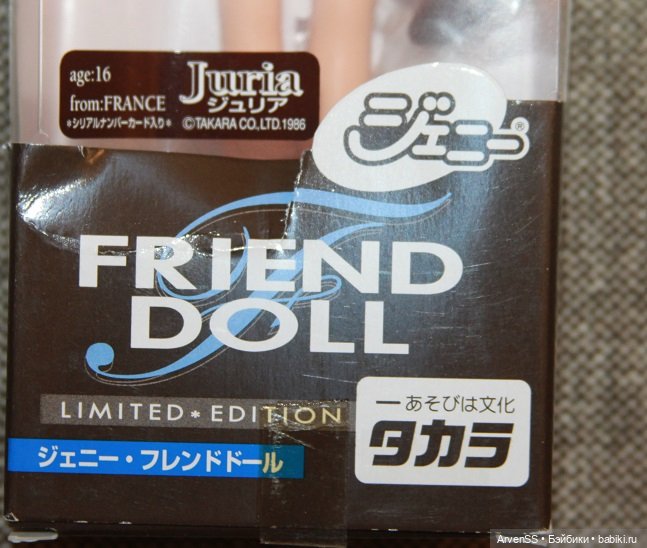 age:16
Juria
from:FRANCE
ジュリア
*シリアルナンバーカード入り*
©TAKARA CO.,LTD.1986
ジェニー®
FRIEND
DOLL
LIMITED*EDITION
ーあそびは文化
タカラ
ジェニー・フレンドドール
ArvenSS • Бэйбики • babiki.ru